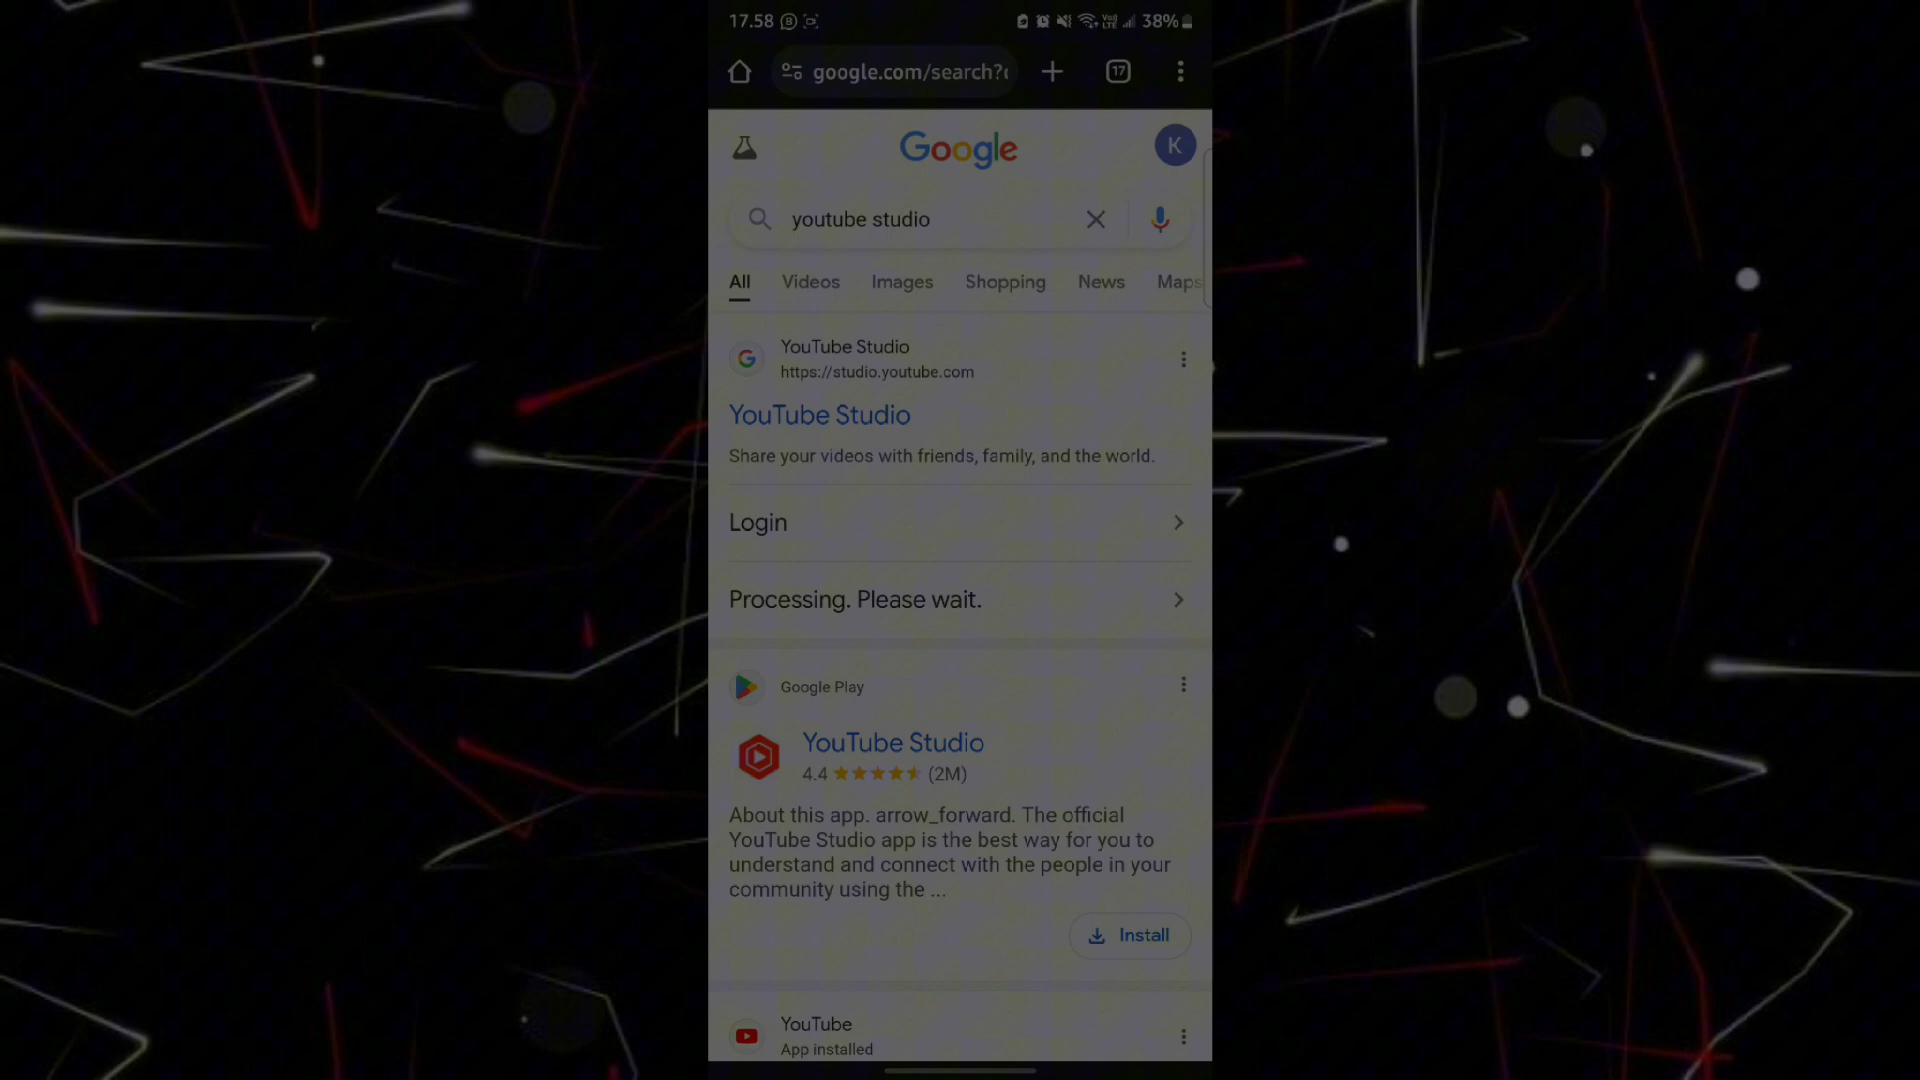 17.58
Vo)) LTE 38%
google.com/search?
17
Google
K
youtube studio
All Videos Images Shopping News Maps
YouTube Studio
https://studio.youtube.com
YouTube Studio
Share your videos with friends, family, and the world.
Login
Processing. Please wait.
Google Play
YouTube Studio
4.4 (2M)
About this app. arrow_forward. The official
YouTube Studio app is the best way for you to
understand and connect with the people in your
community using the ...
Install
YouTube
App installed